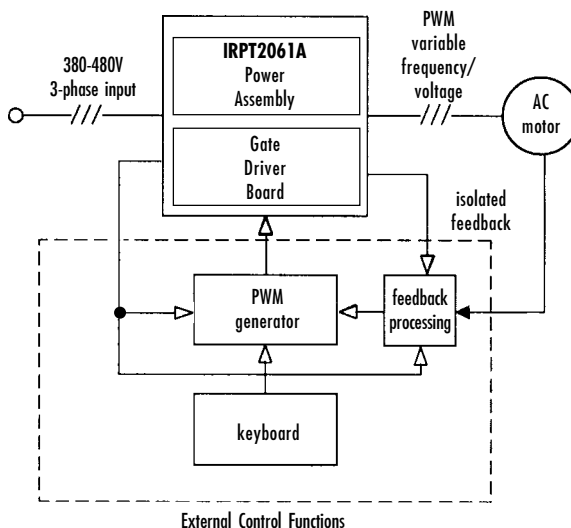 380-480V
3-phase input
IRPT2061A
Power
Assembly
Gate
Driver
Board
PWM
variable
frequency/
voltage
AC
motor
isolated
feedback
PWM
generator
feedback
processing
keyboard
External Control Functions